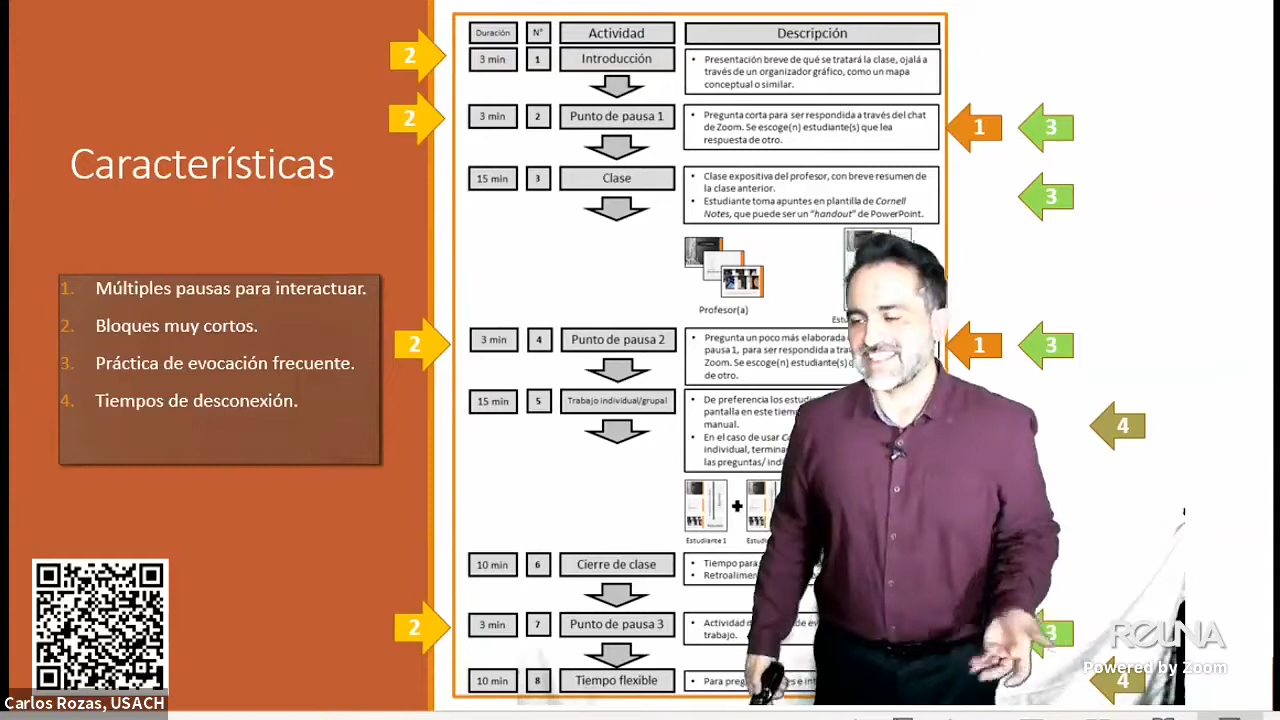 Características
1. Múltiples pausas para interactuar.
2. Bloques muy cortos.
3. Práctica de evocación frecuente.
4. Tiempos de desconexión.
Duración N° Actividad Descripción
2
3 min 1 Introducción
• Presentación breve de qué se tratará la clase, ojalá a
través de un organizador gráfico, como un mapa
conceptual o similar.
2
3 min 2 Punto de pausa 1
• Pregunta corta para ser respondida a través del chat
de Zoom. Se escoge(n) estudiante(s) que lea
respuesta de otro.
1 3
15 min 3 Clase
• Clase expositiva del profesor, con breve resumen de
la clase anterior.
• Estudiante toma apuntes en plantilla de Cornell
Notes, que puede ser un "handout" de PowerPoint.
3
Profesor(a)
2
3 min 4 Punto de pausa 2
• Pregunta un poco más elaborada
pausa 1, para ser respondida a
Zoom. Se escoge(n) estudiante(s)
de otro.
1 3
15 min 5 Trabajo individual/grupal
• De preferencia los
pantalla en este
manual.
• En el caso de usar
individual,
las preguntas/
4
Estudiante 1
10 min 6 Cierre de clase
• Tiempo para
•
2
3 min 7 Punto de pausa 3
• Actividad
trabajo.
3
10 min 8 Tiempo flexible
• Para
4
REUNA
Powered by Zoom
Carlos Rozas, USACH